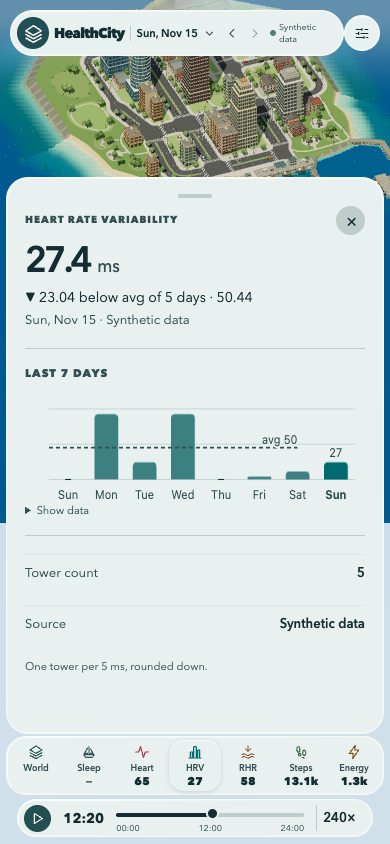 HealthCity
Sun, Nov 15
Synthetic data
HEART RATE VARIABILITY
27.4 ms
▼ 23.04 below avg of 5 days · 50.44
Sun, Nov 15 · Synthetic data
LAST 7 DAYS
avg 50
27
Sun Mon Tue Wed Thu Fri Sat Sun
▶ Show data
Tower count 5
Source Synthetic data
One tower per 5 ms, rounded down.
World Sleep Heart HRV RHR Steps Energy
– 65 27 58 13.1k 1.3k
12:20
00:00 12:00 24:00
240×